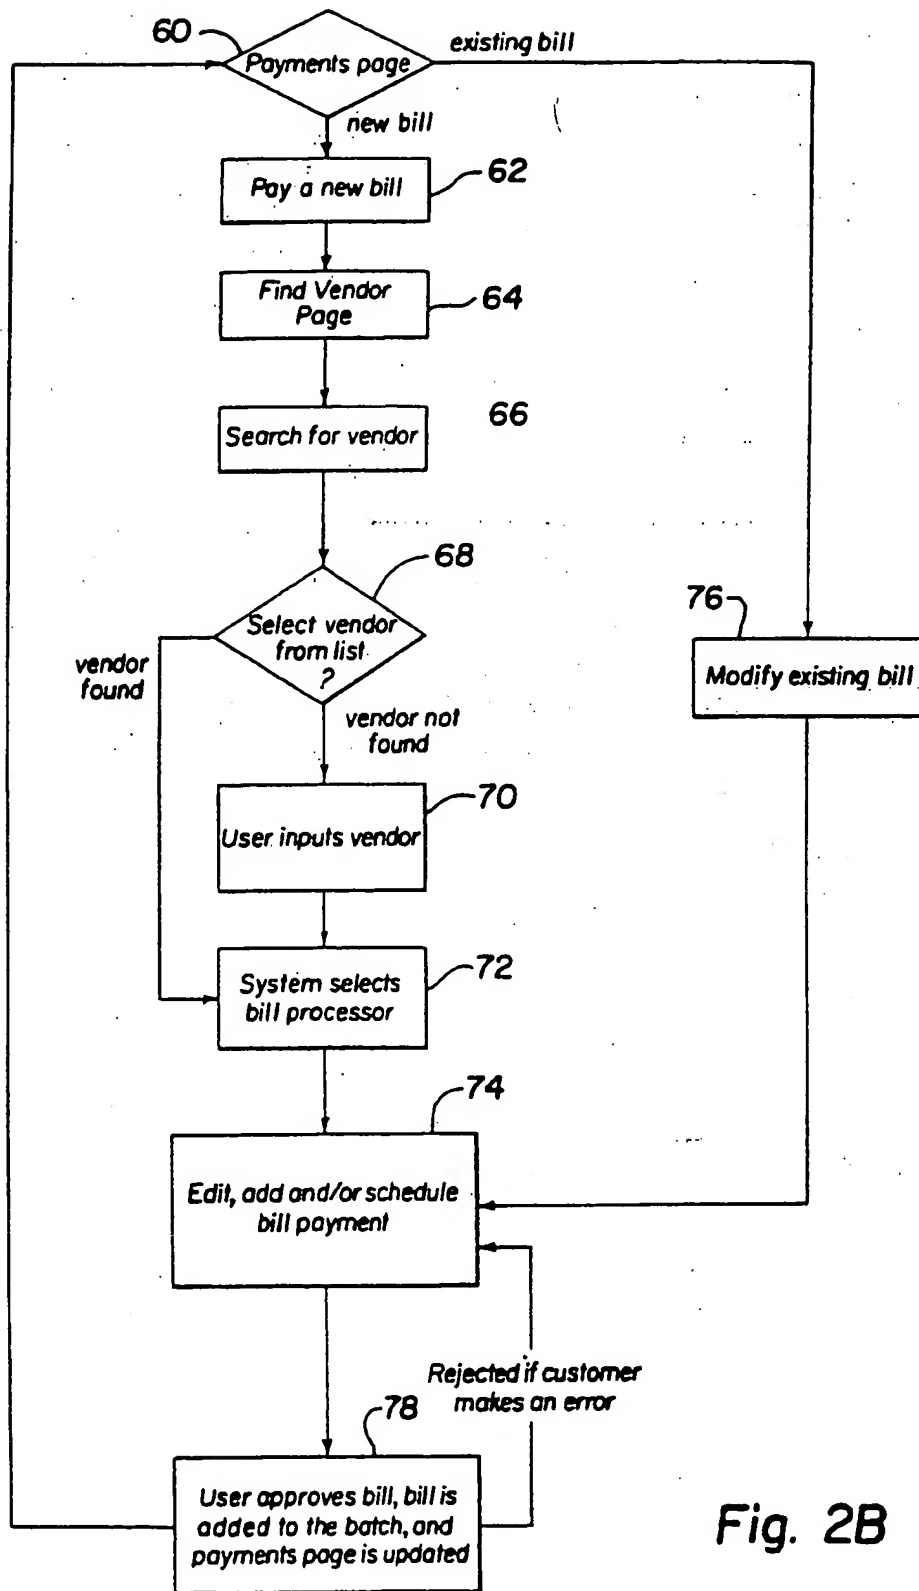 60
Payments page
existing bill
new bill
Pay a new bill
62
Find Vendor
Page
64
Search for vendor
66
68
Select vendor
from list
?
vendor
found
vendor not
found
76
Modify existing bill
User inputs vendor
70
System selects
bill processor
72
74
Edit, add and/or schedule
bill payment
Rejected if customer
makes an error
78
User approves bill, bill is
added to the batch, and
payments page is updated
Fig. 2B